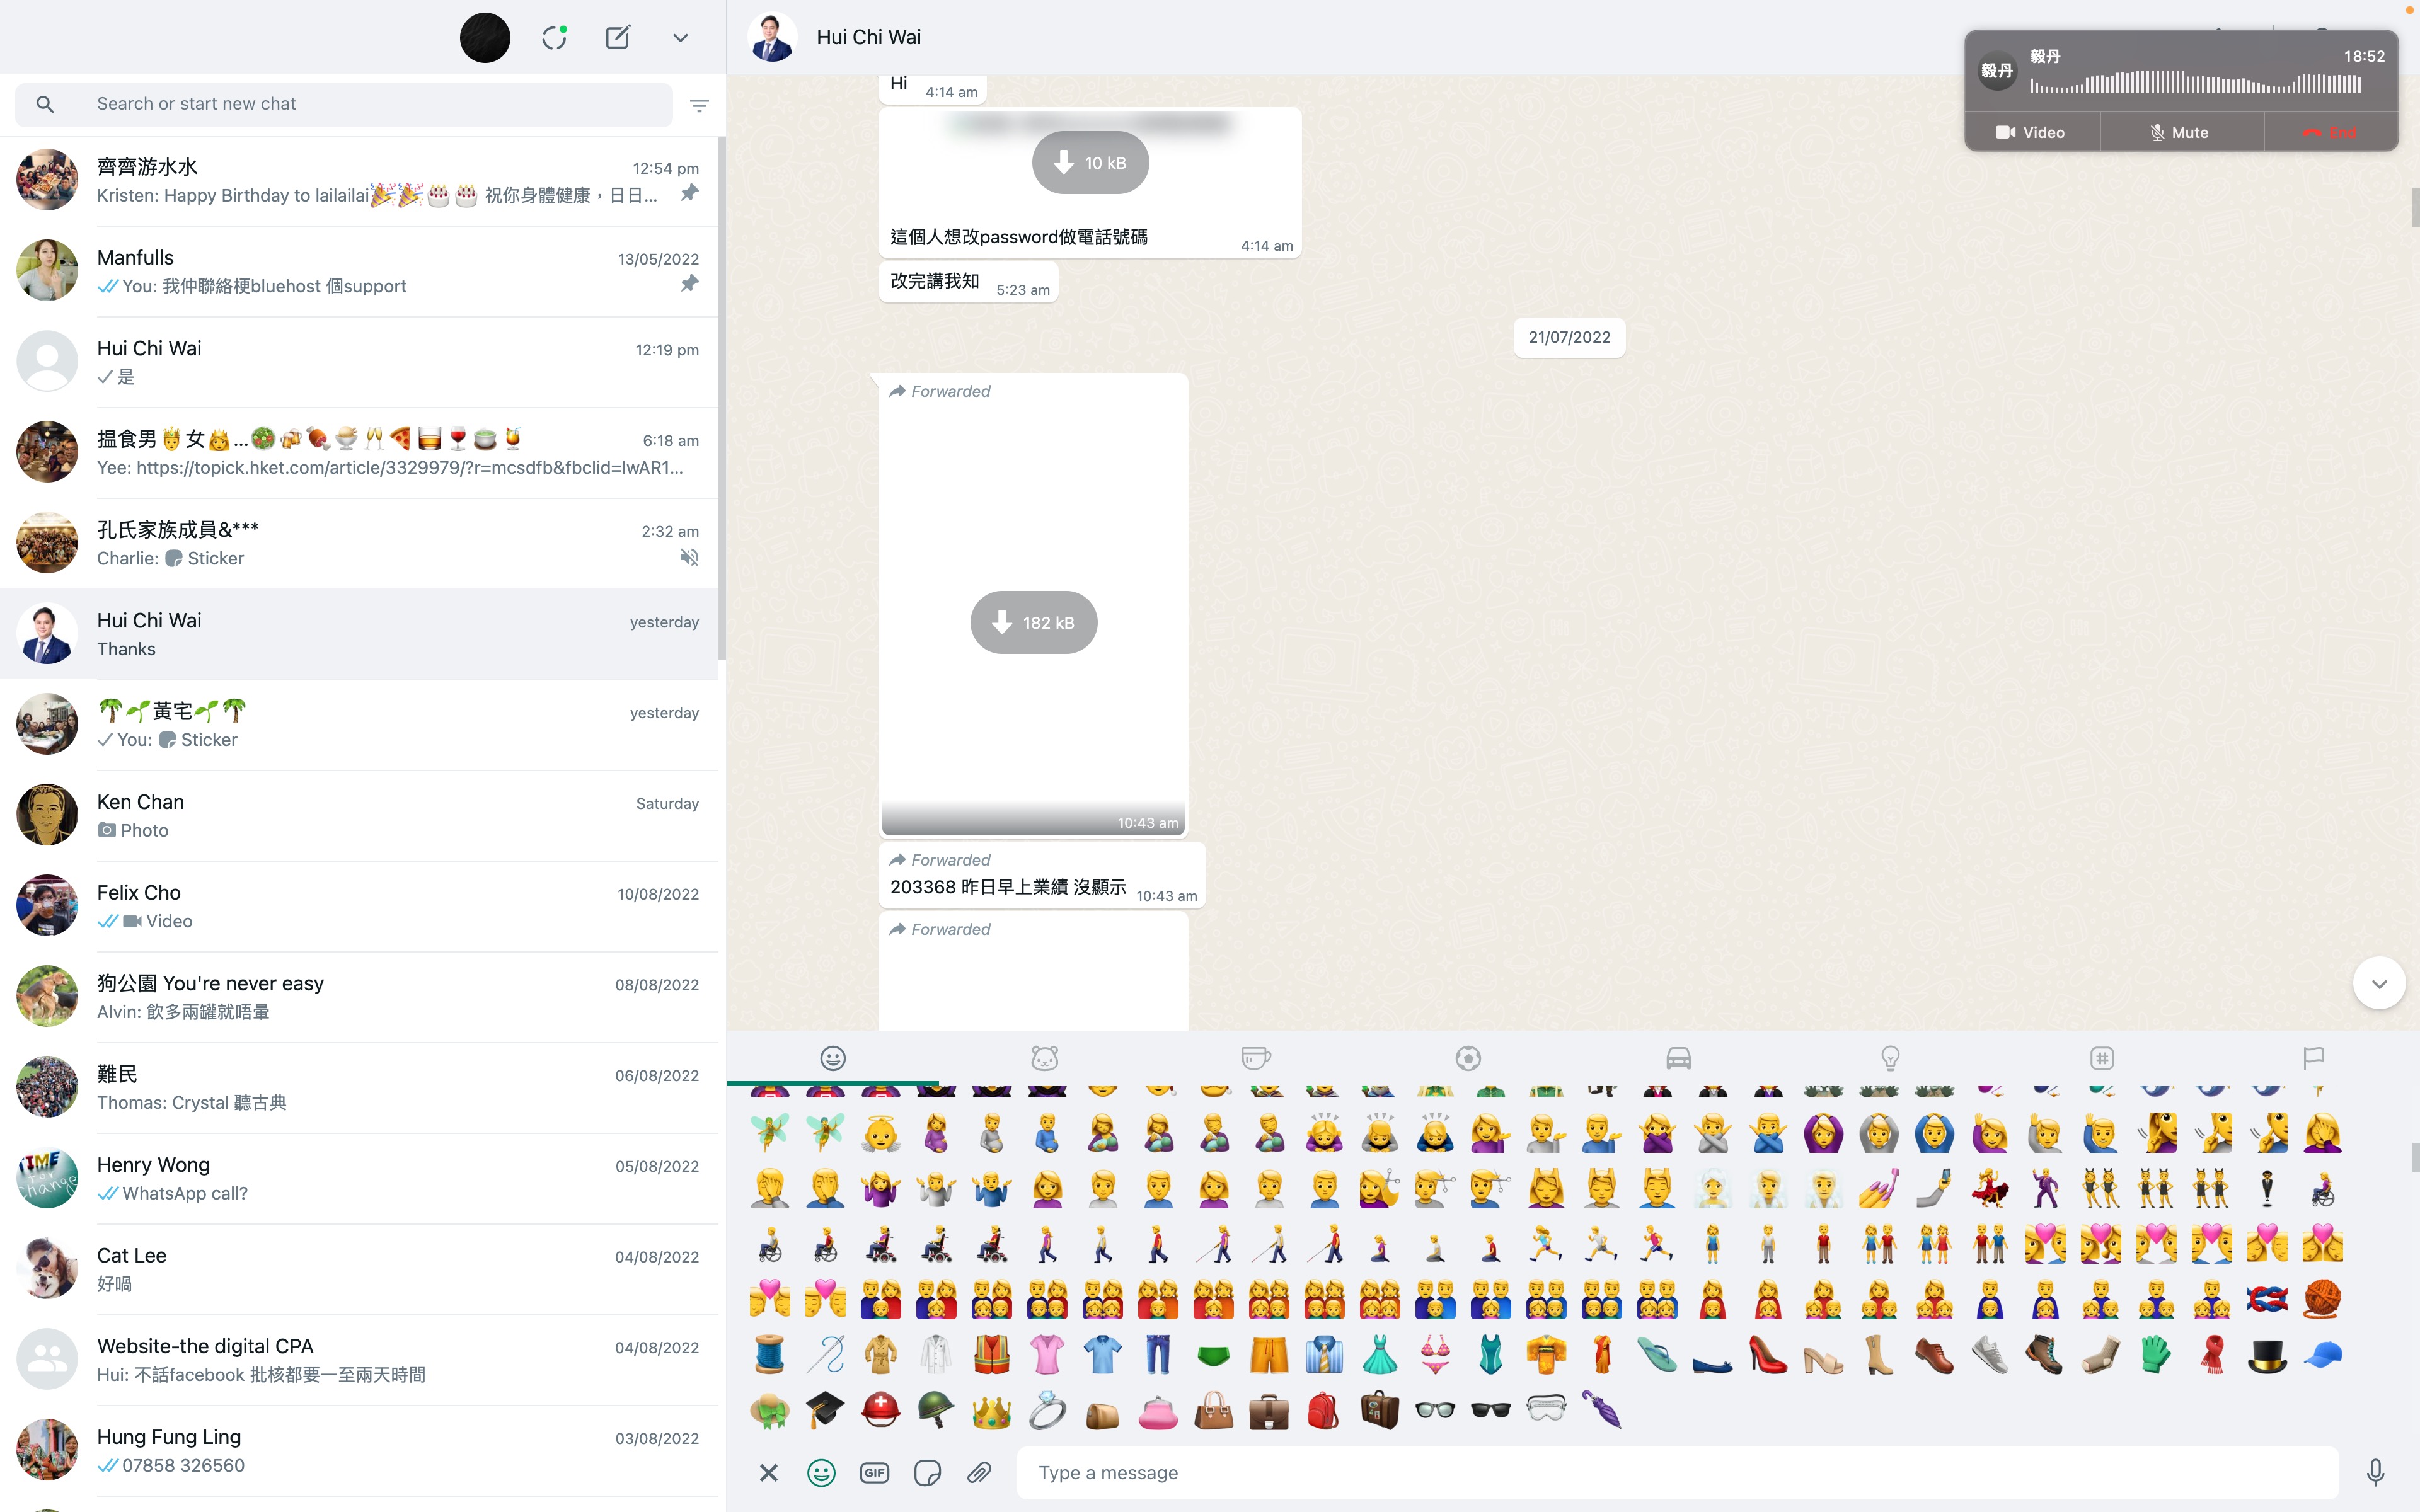 Search or start new chat
齊齊游水水 12:54 pm
Kristen: Happy Birthday to lailailai🎉🎉🎂🎂 祝你身體健康，日日...
Manfulls 13/05/2022
You: 我仲聯絡梗bluehost 個support
Hui Chi Wai 12:19 pm
是
搵食男🤴女👸...🥗🍻🍖🍚🥂🍕🥃🍷🍵🍹 6:18 am
Yee: https://topick.hket.com/article/3329979/?r=mcsdfb&fbclid=IwAR1...
孔氏家族成員&*** 2:32 am
Charlie: Sticker
Hui Chi Wai yesterday
Thanks
🌴🌱黃宅🌱🌴 yesterday
You: Sticker
Ken Chan Saturday
Photo
Felix Cho 10/08/2022
Video
狗公園 You're never easy 08/08/2022
Alvin: 飲多兩罐就唔暈
難民 06/08/2022
Thomas: Crystal 聽古典
TIME
for
Change
Henry Wong 05/08/2022
WhatsApp call?
Cat Lee 04/08/2022
好喎
Website-the digital CPA 04/08/2022
Hui: 不話facebook 批核都要一至兩天時間
Hung Fung Ling 03/08/2022
07858 326560
Hui Chi Wai
毅丹
毅丹 18:52
Video Mute End
Hi 4:14 am
10 kB
這個人想改password做電話號碼 4:14 am
改完講我知 5:23 am
21/07/2022
Forwarded
182 kB
10:43 am
Forwarded
203368 昨日早上業績 沒顯示 10:43 am
Forwarded
GIF
Type a message